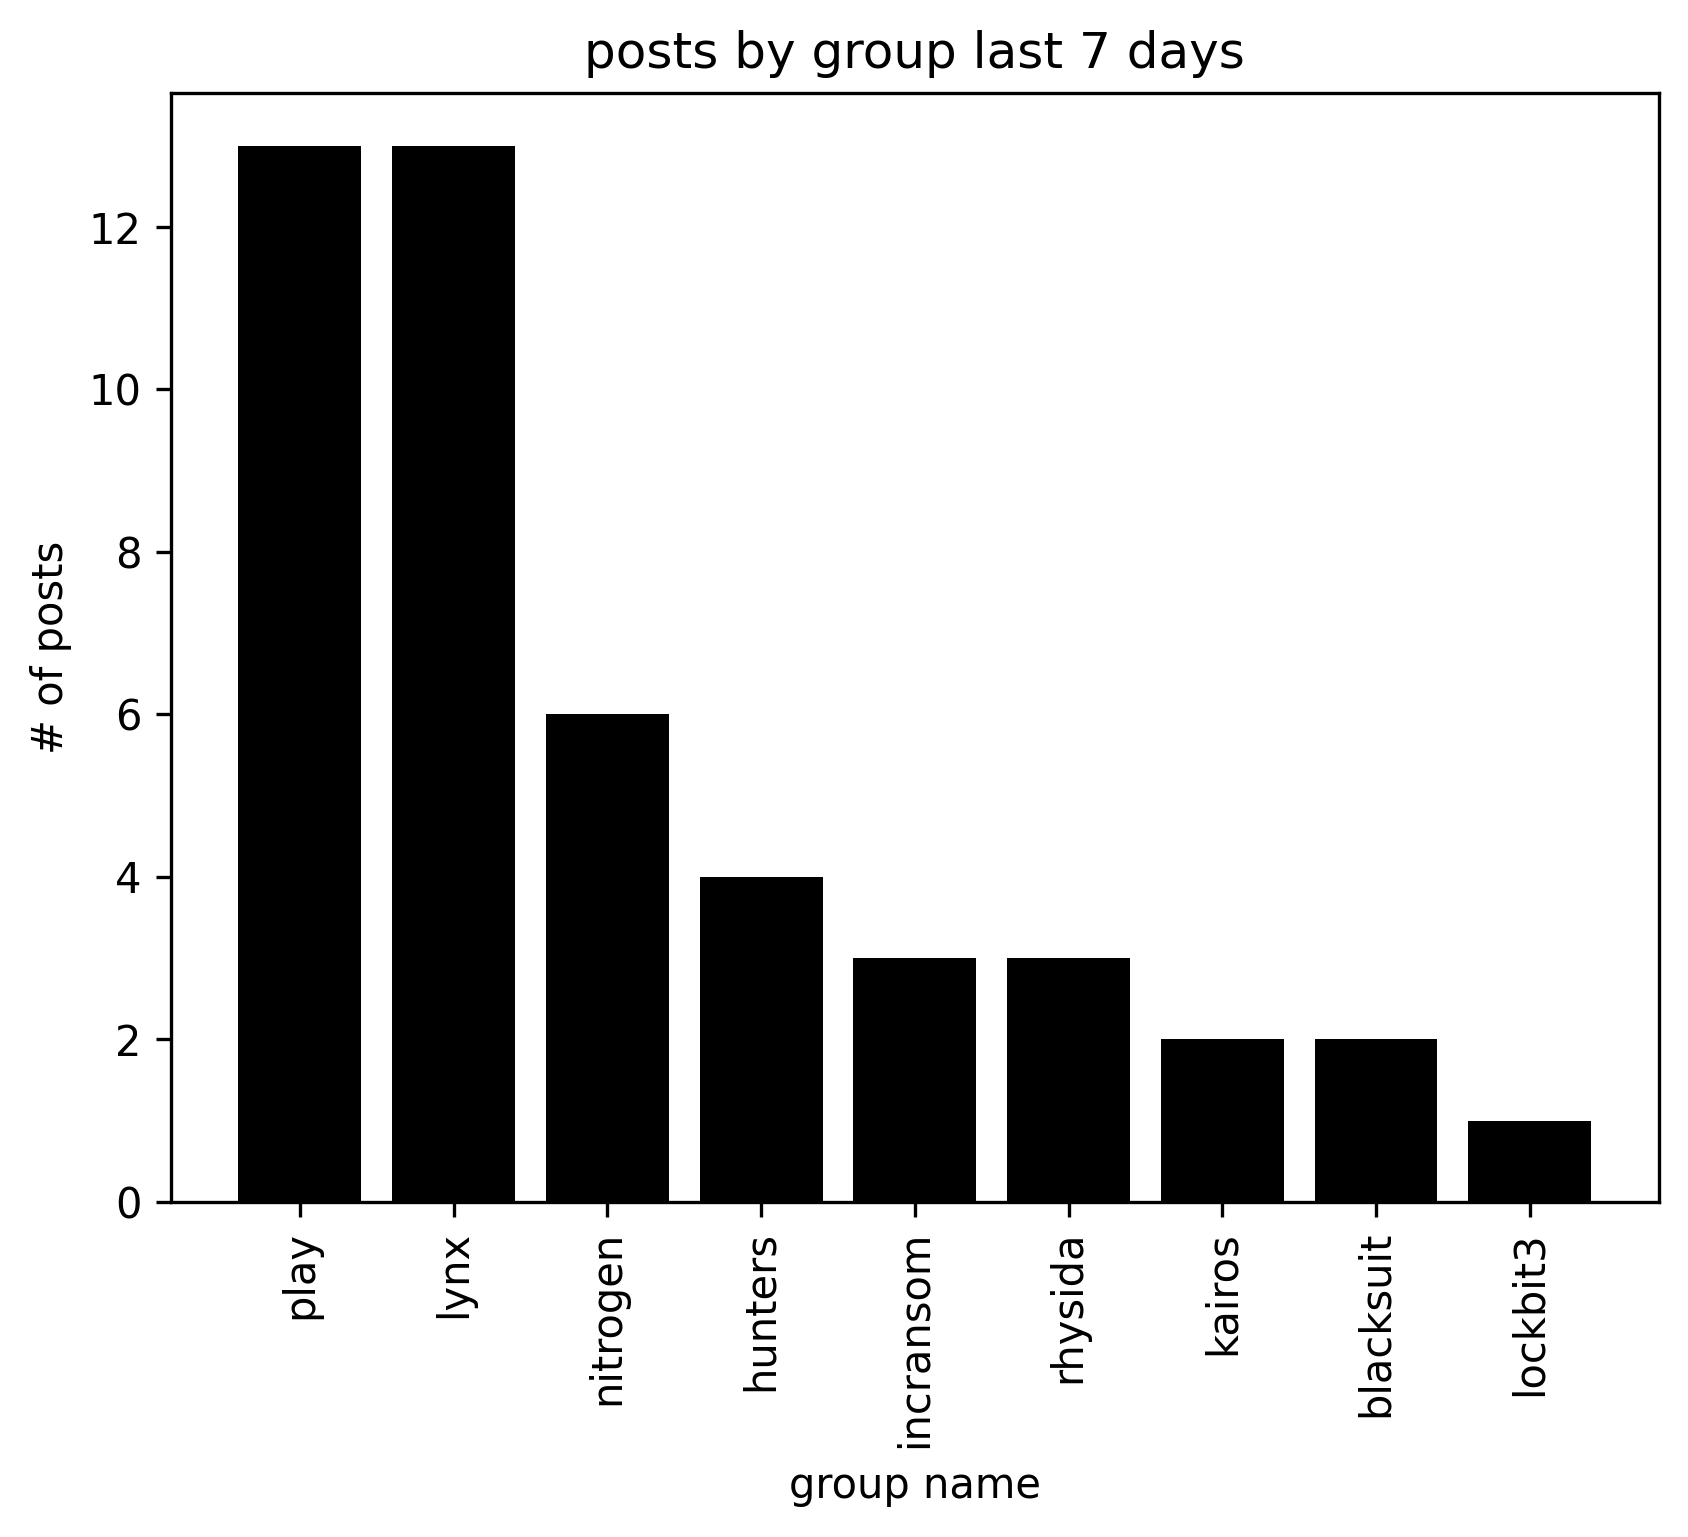 posts by group last 7 days
# of posts
12
10
8
6
4
2
0
play
lynx
nitrogen
hunters
incransom
rhysida
kairos
blacksuit
lockbit3
group name